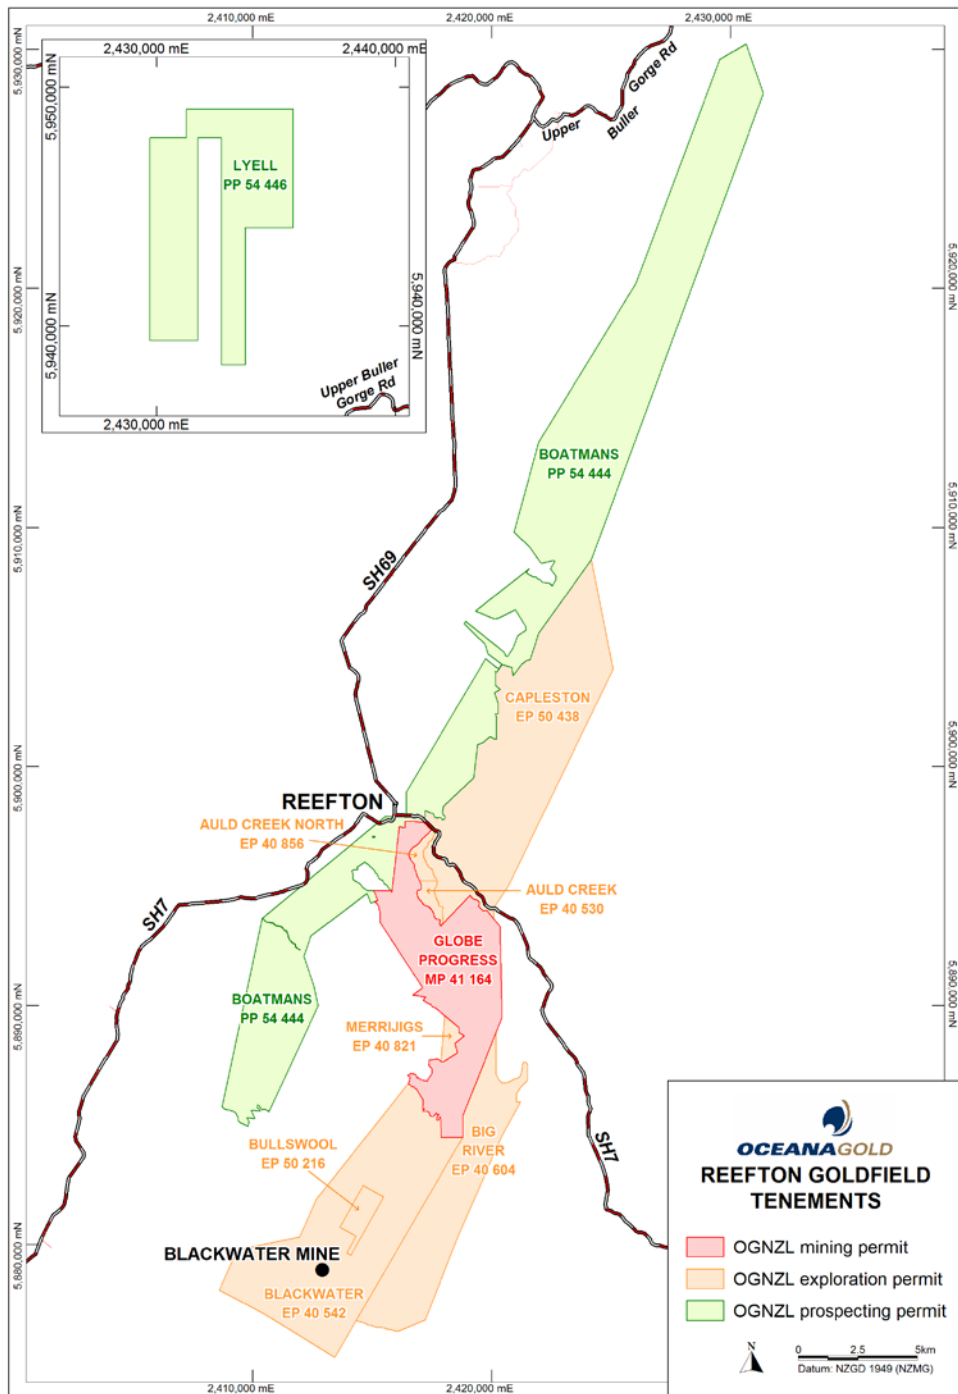 2,410,000 mE
2,420,000 mE
2,430,000 mE
2,430,000 mE
2,440,000 mE
5,930,000 mN
5,930,000 mN
5,950,000 mN
LYELL
PP 54 446
5,940,000 mN
5,940,000 mN
Upper Buller
Gorge Rd
2,430,000 mE
Upper
Buller
Gorge Rd
5,920,000 mN
5,920,000 mN
BOATMANS
PP 54 444
5,910,000 mN
5,910,000 mN
SH69
CAPLESTON
EP 50 438
5,900,000 mN
5,900,000 mN
REEFTON
AULD CREEK NORTH
EP 40 856
AULD CREEK
EP 40 530
SH7
GLOBE
PROGRESS
MP 41 164
BOATMANS
PP 54 444
5,890,000 mN
5,890,000 mN
MERRIJIGS
EP 40 821
BULLSWOOL
EP 50 216
BIG
RIVER
EP 40 604
SH7
5,880,000 mN
BLACKWATER MINE
BLACKWATER
EP 40 542
OCEANAGOLD
REEFTON GOLDFIELD
TENEMENTS
OGNZL mining permit
OGNZL exploration permit
OGNZL prospecting permit
N
0 2.5 5km
Datum: NZGD 1949 (NZMG)
2,410,000 mE
2,420,000 mE